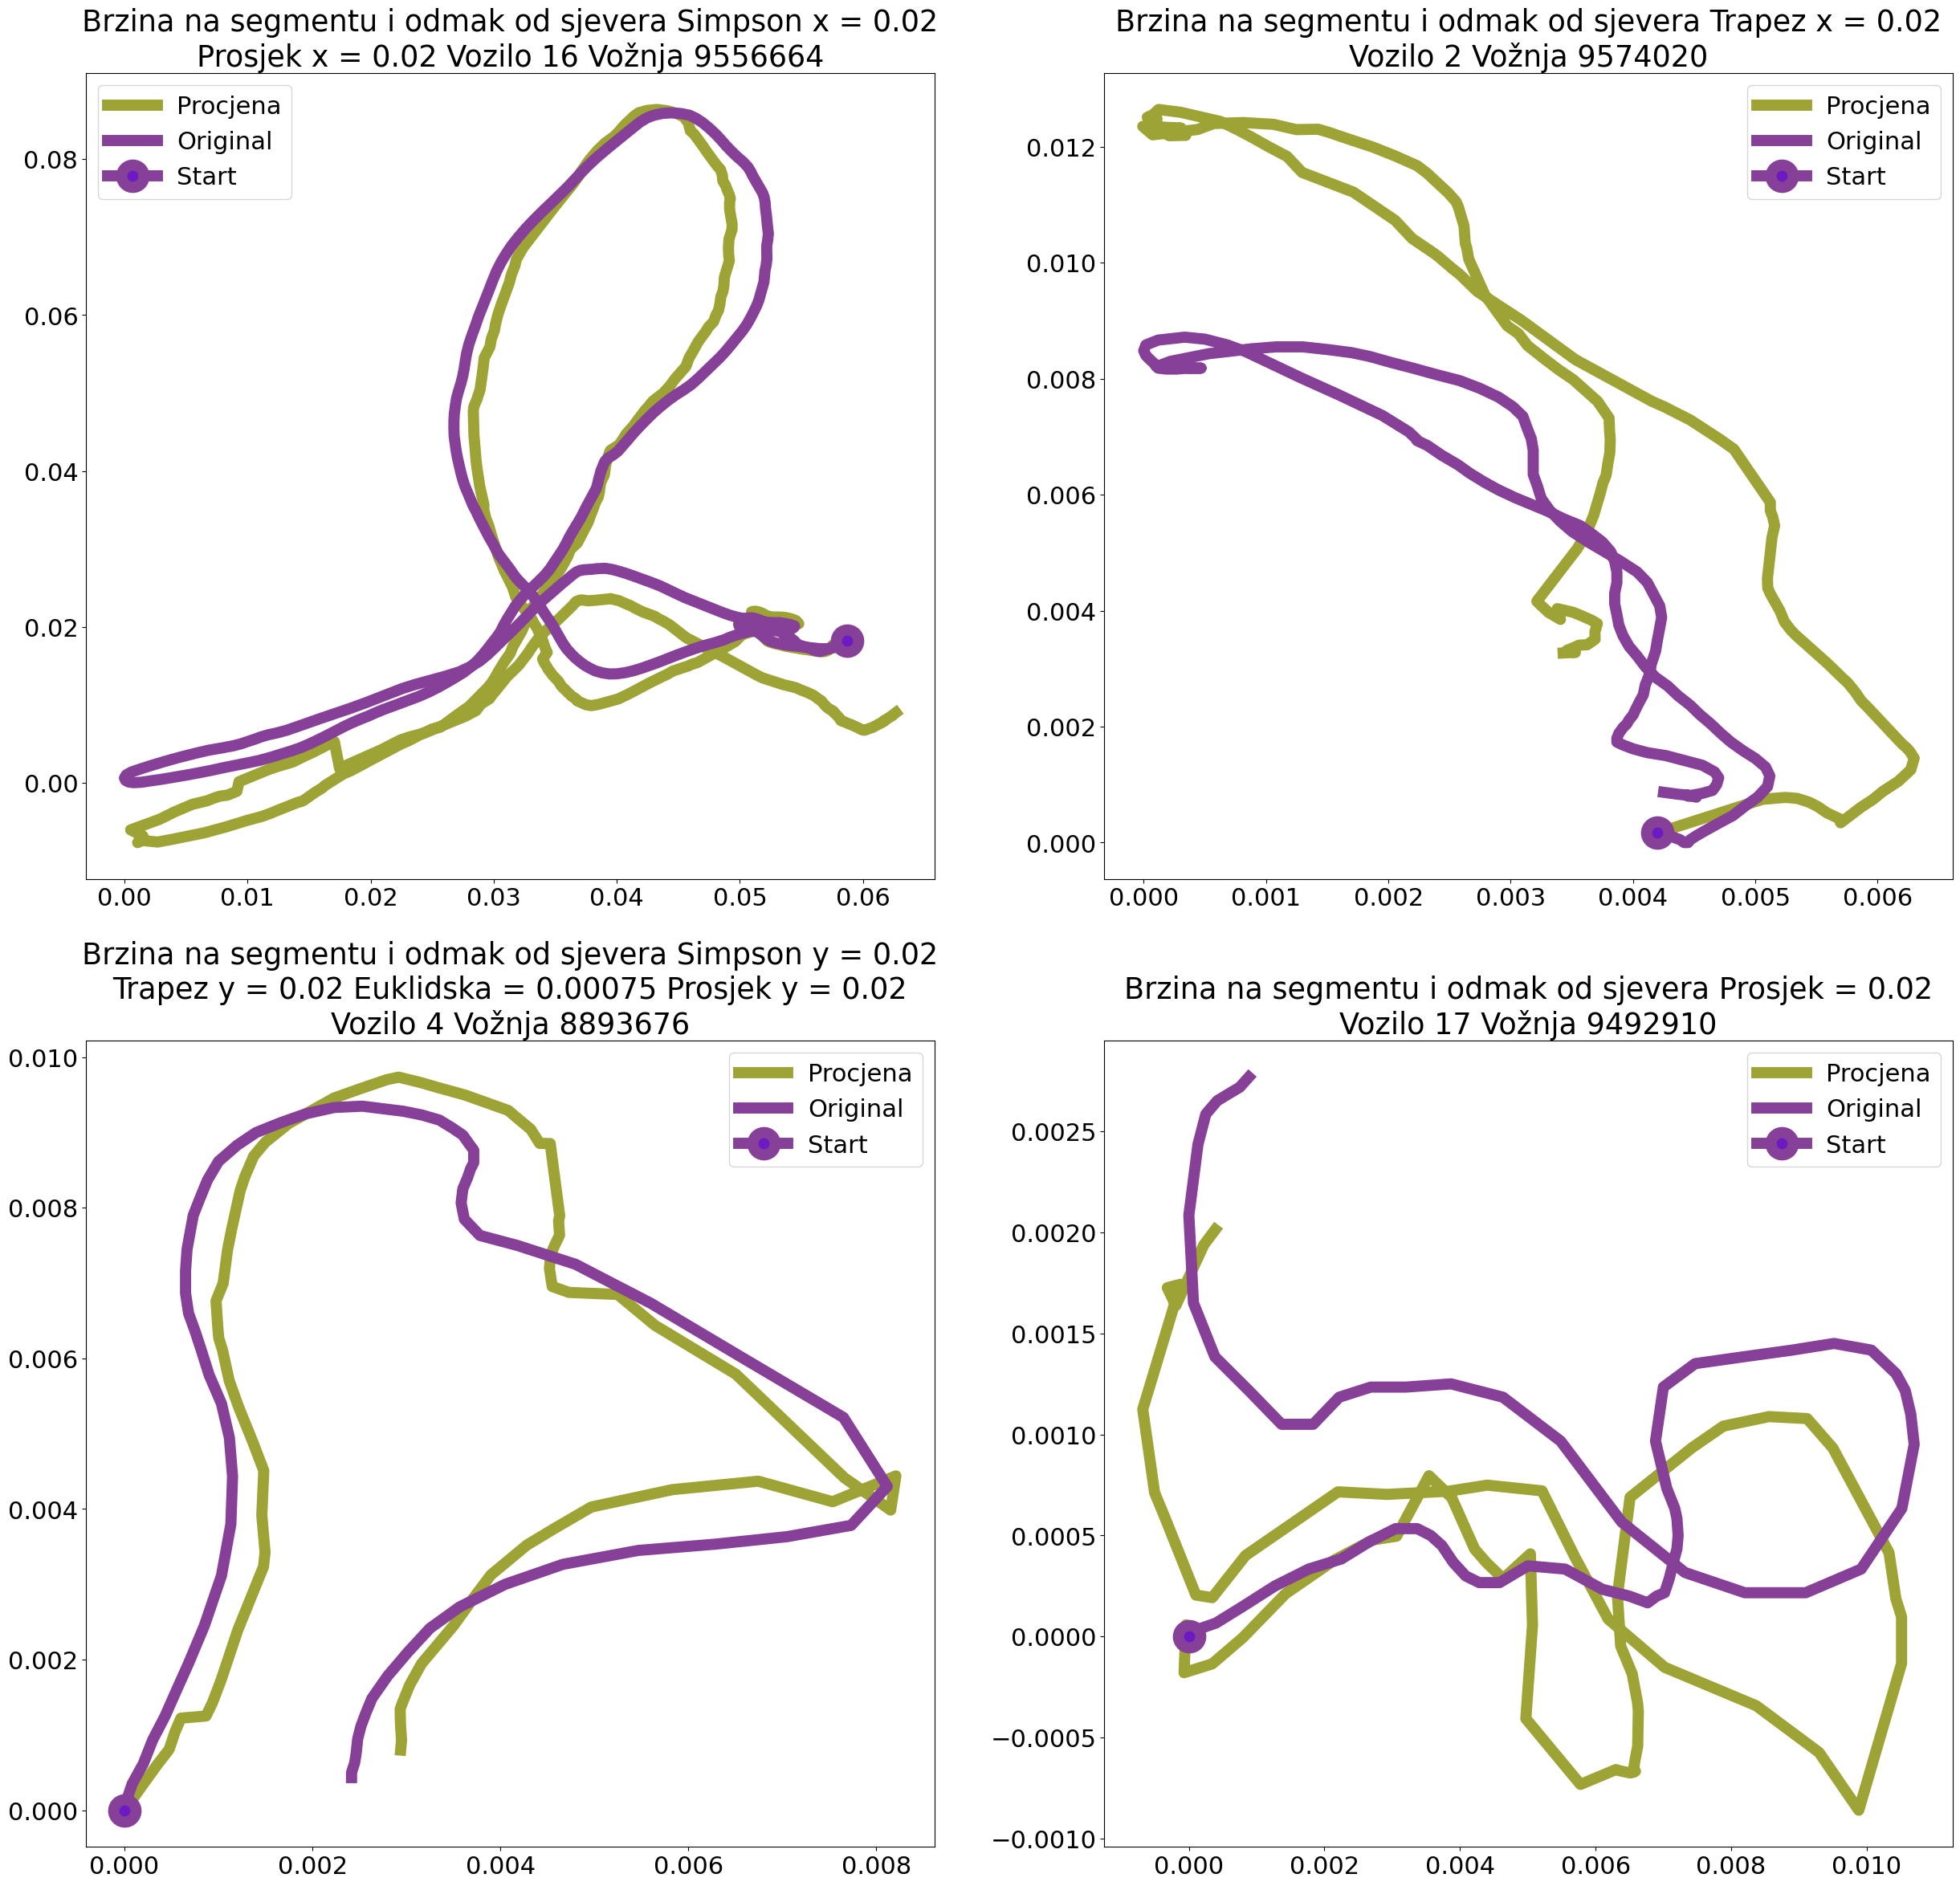 Brzina na segmentu i odmak od sjevera Simpson x = 0.02
Prosjek x = 0.02 Vozilo 16 Vožnja 9556664
Procjena
Original
Start
0.08
0.06
0.04
0.02
0.00
0.00 0.01 0.02 0.03 0.04 0.05 0.06
Brzina na segmentu i odmak od sjevera Trapez x = 0.02
Vozilo 2 Vožnja 9574020
Procjena
Original
Start
0.012
0.010
0.008
0.006
0.004
0.002
0.000
0.000 0.001 0.002 0.003 0.004 0.005 0.006
Brzina na segmentu i odmak od sjevera Simpson y = 0.02
Trapez y = 0.02 Euklidska = 0.00075 Prosjek y = 0.02
Vozilo 4 Vožnja 8893676
Procjena
Original
Start
0.010
0.008
0.006
0.004
0.002
0.000
0.000 0.002 0.004 0.006 0.008
Brzina na segmentu i odmak od sjevera Prosjek = 0.02
Vozilo 17 Vožnja 9492910
Procjena
Original
Start
0.0025
0.0020
0.0015
0.0010
0.0005
0.0000
−0.0005
−0.0010
0.000 0.002 0.004 0.006 0.008 0.010